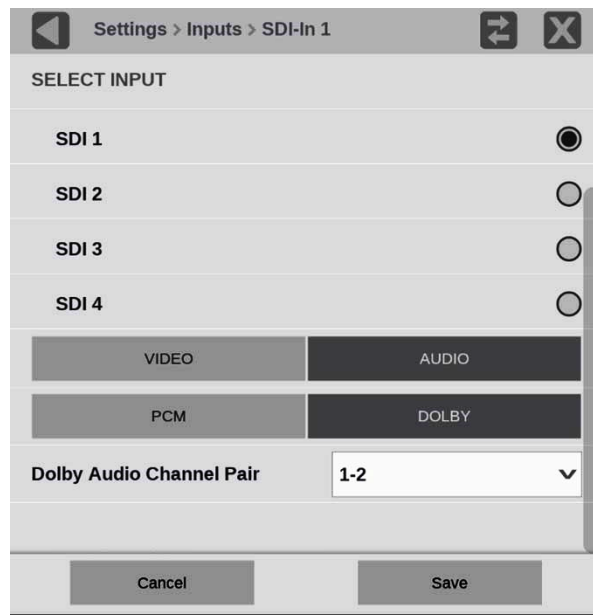 Settings > Inputs > SDI-In 1
SELECT INPUT
SDI 1
SDI 2
SDI 3
SDI 4
VIDEO AUDIO
PCM DOLBY
Dolby Audio Channel Pair 1-2
Cancel Save